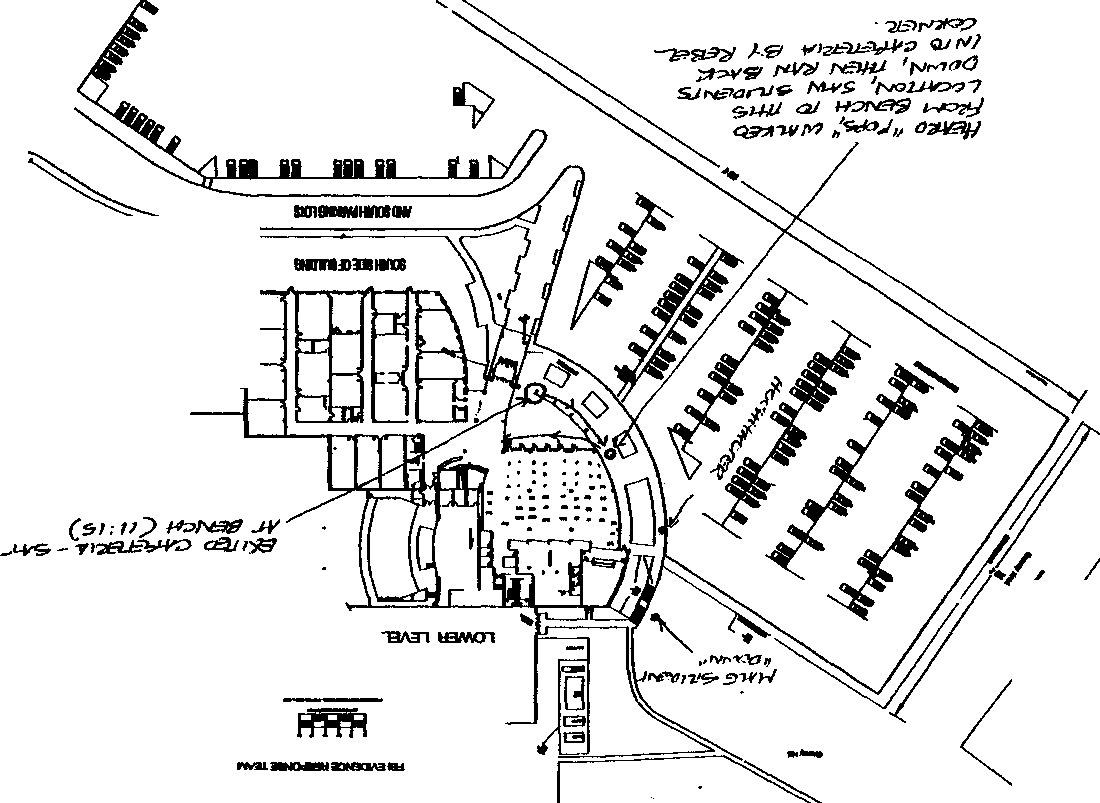 FBI EVIDENCE RESPONSE TEAM
MALE STUDENT
"DOWN"
LOWER LEVEL
EXITED CAFETERIA - SAT
AT BENCH (11:15)
SOUTH SIDE OF BUILDING
AND SOUTH PARKING LOTS
HEARD "POPS," WALKED
FROM BENCH TO THIS
LOCATION, SAW STUDENTS
DOWN, THEN RAN BACK
INTO CAFETERIA BY REBEL
CORNER.